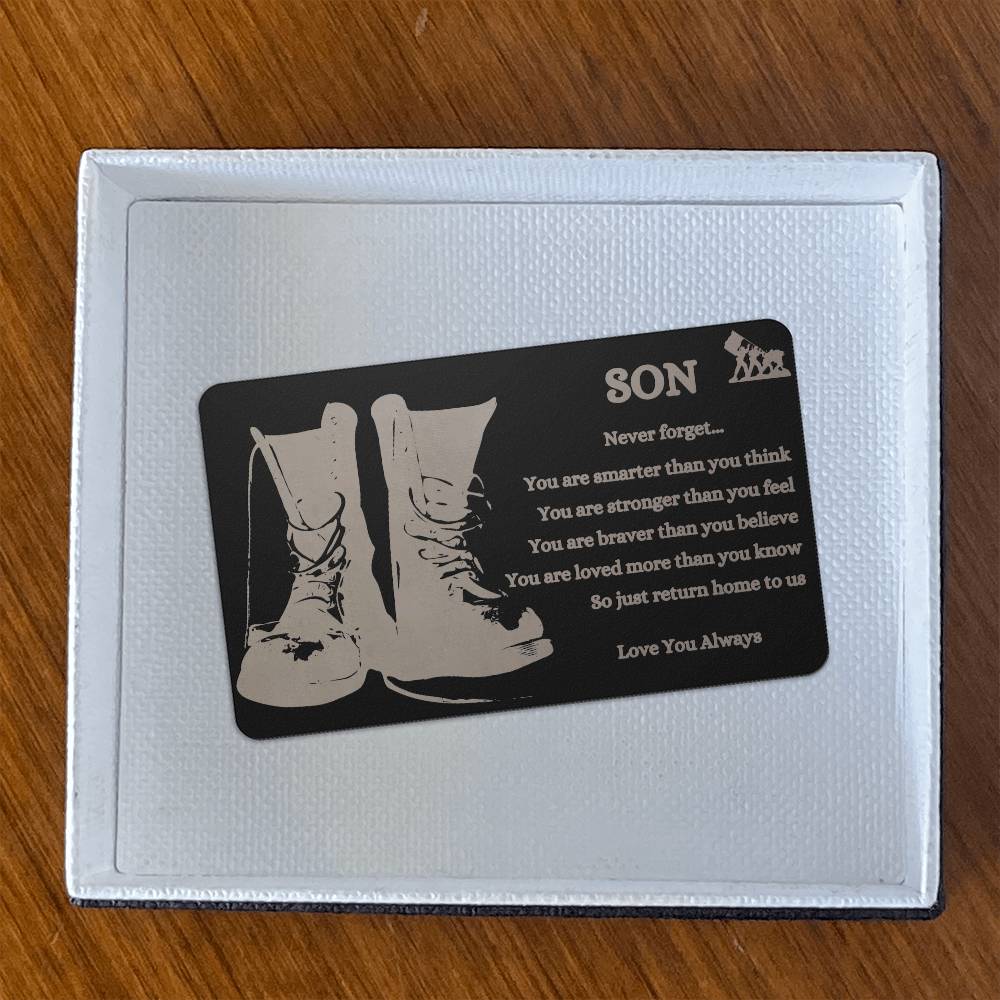 SON
Never forget...
You are smarter than you think
You are stronger than you feel
You are braver than you believe
You are loved more than you know
So just return home to us
Love You Always